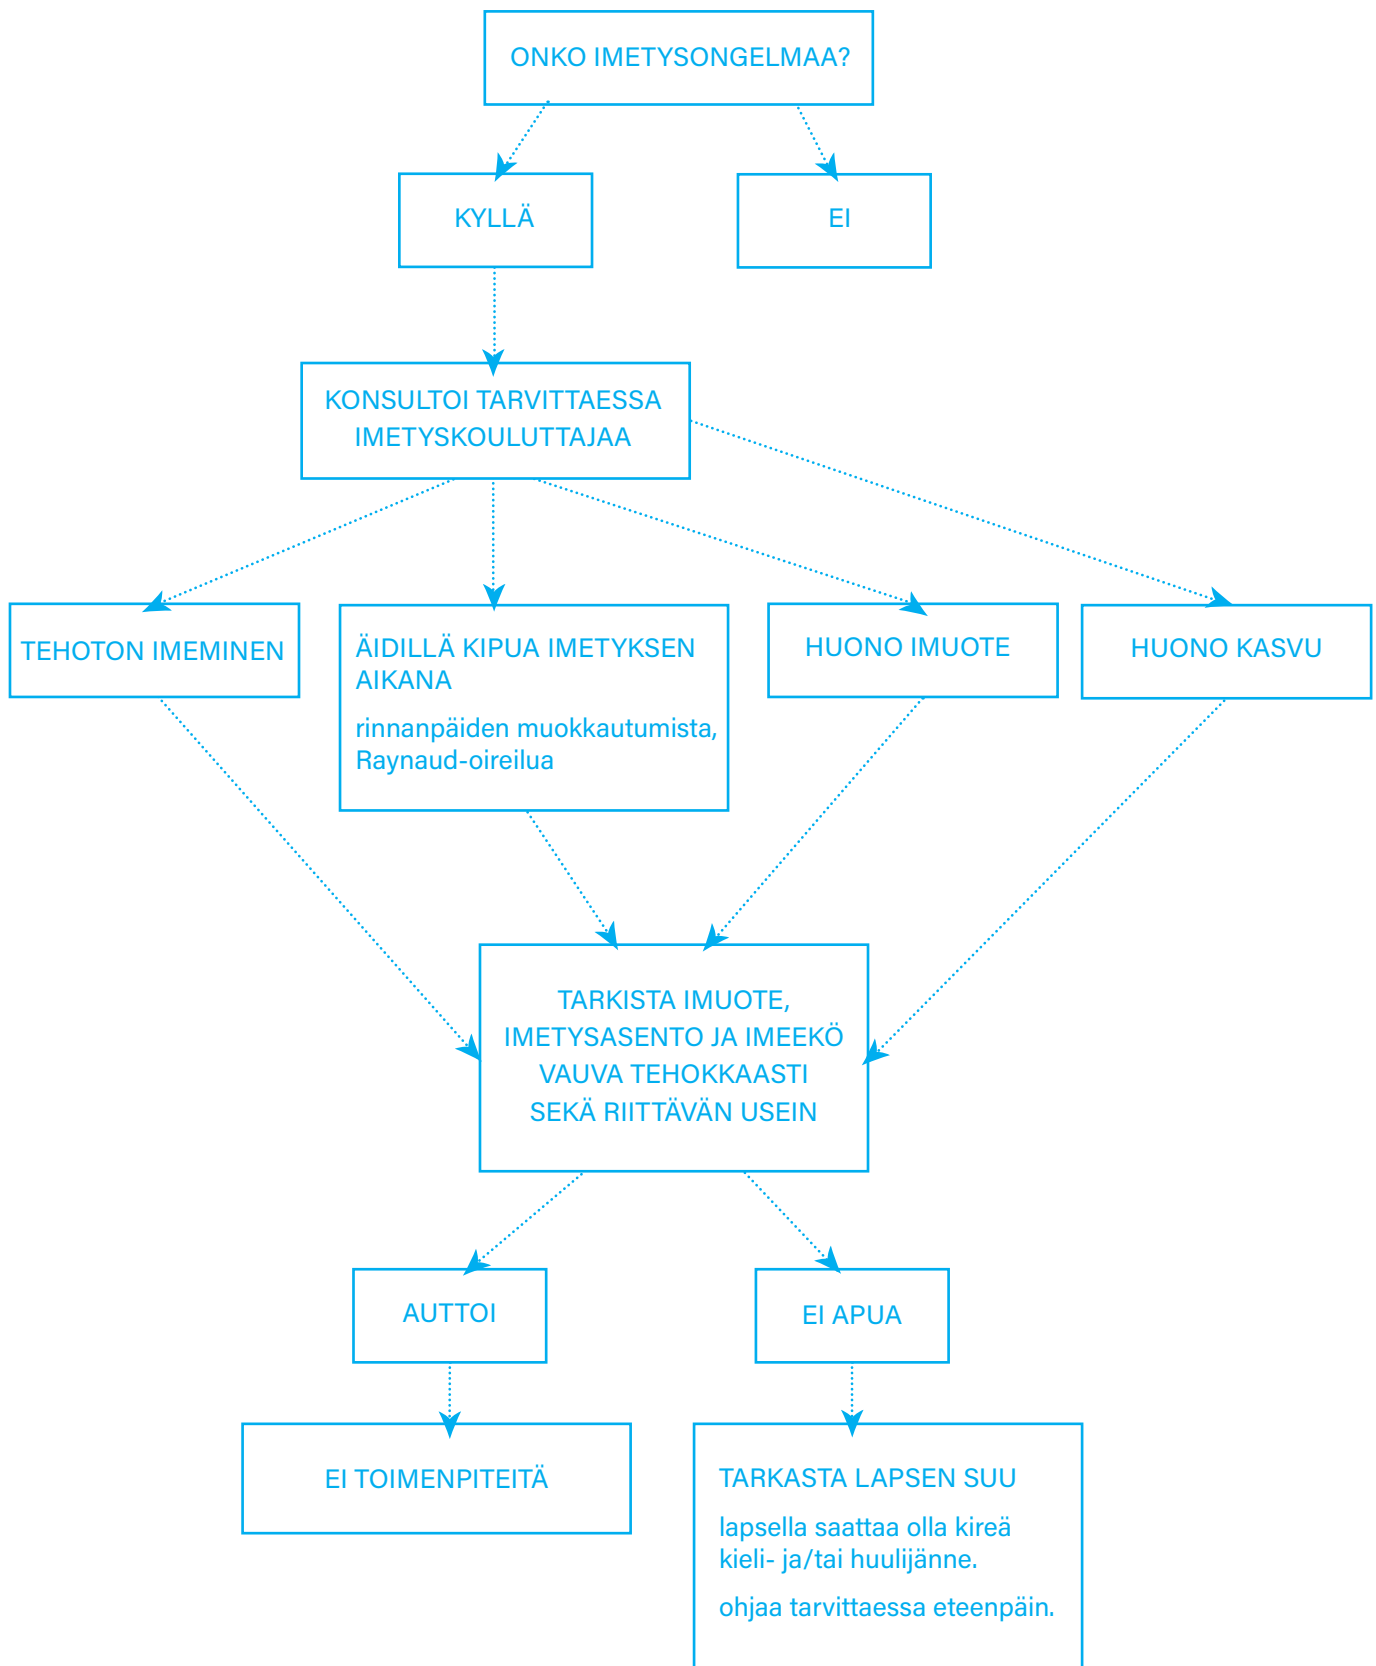 ONKO IMETYSONGELMAA?
KYLLÄ
EI
KONSULTOI TARVITTAESSA
IMETYSKOULUTTAJAA
TEHOTON IMEMINEN
ÄIDILLÄ KIPUA IMETYKSEN
AIKANA
rinnanpäiden muokkautumista,
Raynaud-oireilua
HUONO IMUOTE
HUONO KASVU
TARKISTA IMUOTE,
IMETYSASENTO JA IMEEKÖ
VAUVA TEHOKKAASTI
SEKÄ RIITTÄVÄN USEIN
AUTTOI
EI APUA
EI TOIMENPITEITÄ
TARKASTA LAPSEN SUU
lapsella saattaa olla kireä
kieli- ja/tai huulijänne.
ohjaa tarvittaessa eteenpäin.